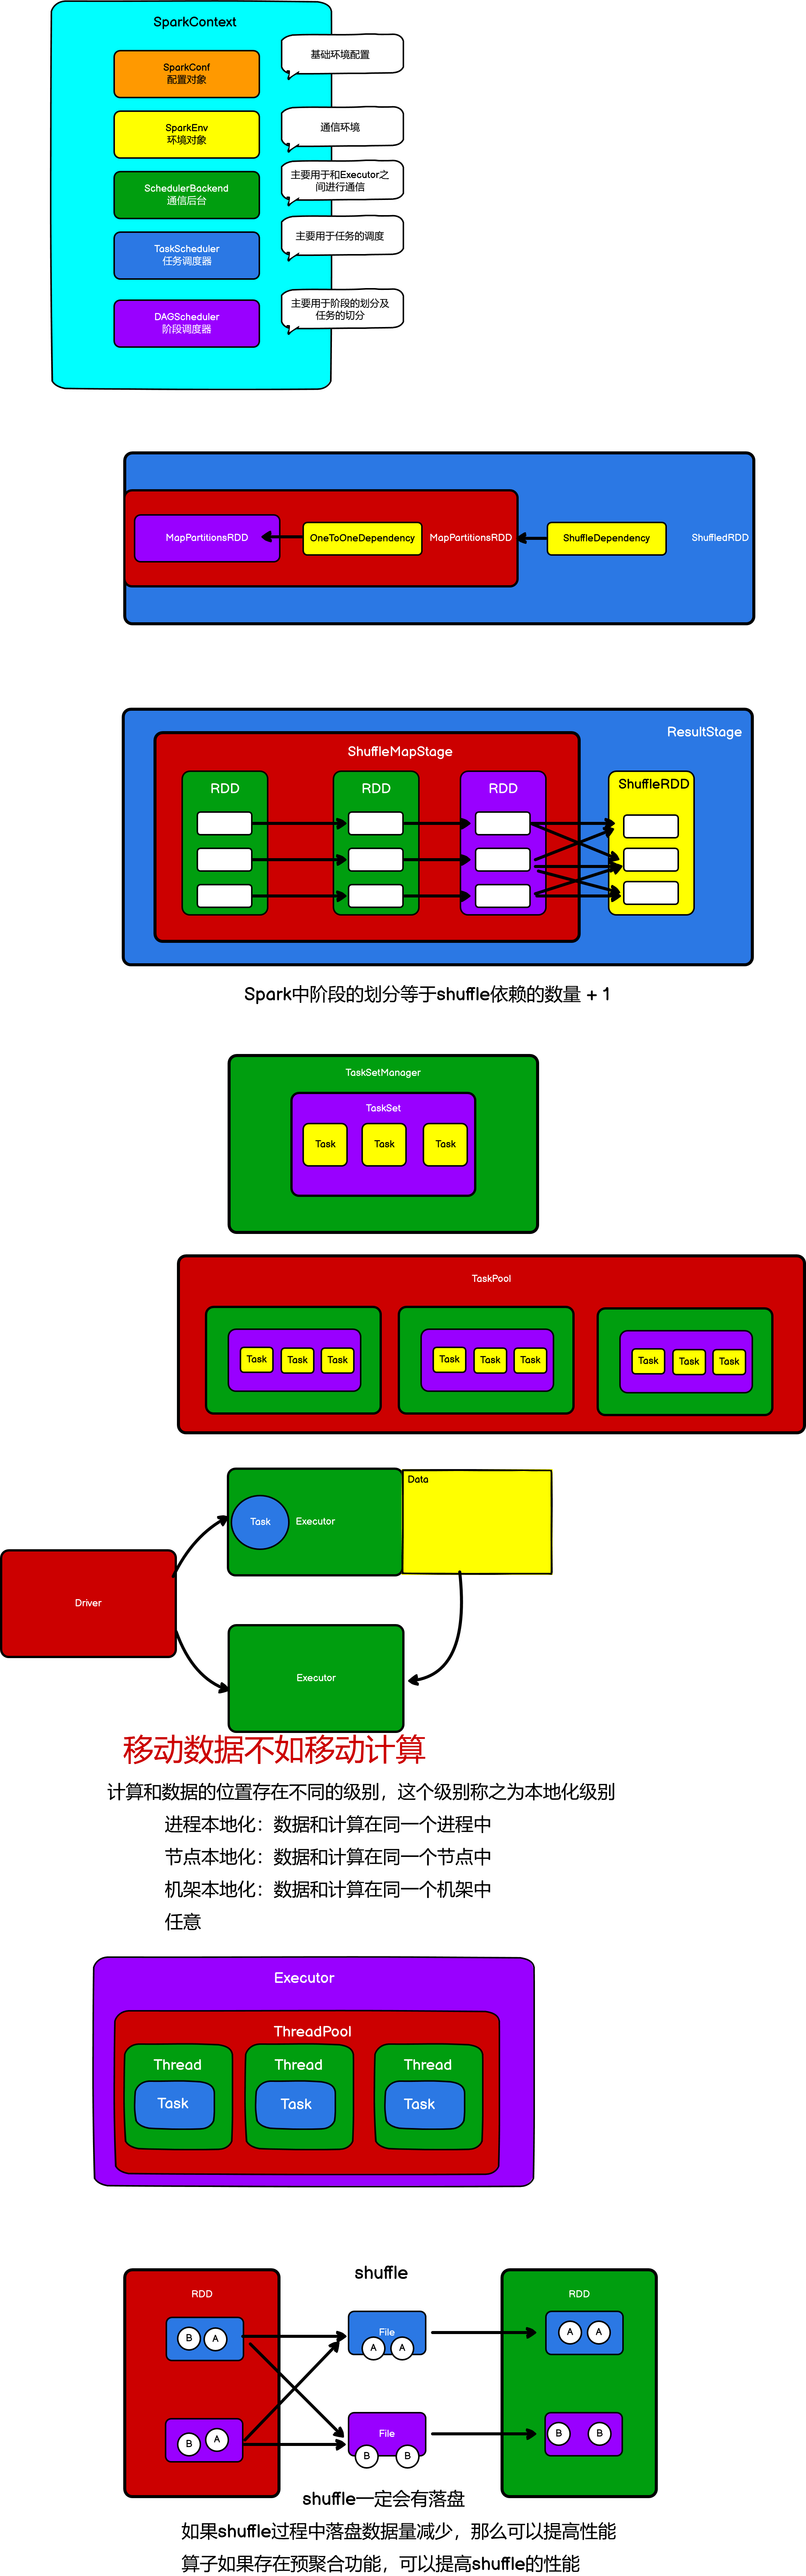 SparkContext
SparkConf
配置对象
基础环境配置
SparkEnv
环境对象
通信环境
SchedulerBackend
通信后台
主要用于和Executor之
间进行通信
TaskScheduler
任务调度器
主要用于任务的调度
DAGScheduler
阶段调度器
主要用于阶段的划分及
任务的切分
MapPartitionsRDD
OneToOneDependency
MapPartitionsRDD
ShuffleDependency
ShuffledRDD
ResultStage
ShuffleMapStage
RDD
RDD
RDD
ShuffleRDD
Spark中阶段的划分等于shuffle依赖的数量 + 1
TaskSetManager
TaskSet
Task
Task
Task
TaskPool
Task
Task
Task
Task
Task
Task
Task
Task
Task
Data
Task
Executor
Driver
Executor
移动数据不如移动计算
计算和数据的位置存在不同的级别，这个级别称之为本地化级别
进程本地化：数据和计算在同一个进程中
节点本地化：数据和计算在同一个节点中
机架本地化：数据和计算在同一个机架中
任意
Executor
ThreadPool
Thread
Thread
Thread
Task
Task
Task
shuffle
RDD
RDD
B
A
File
A
A
A
A
B
A
File
B
B
B
B
shuffle一定会有落盘
如果shuffle过程中落盘数据量减少，那么可以提高性能
算子如果存在预聚合功能，可以提高shuffle的性能